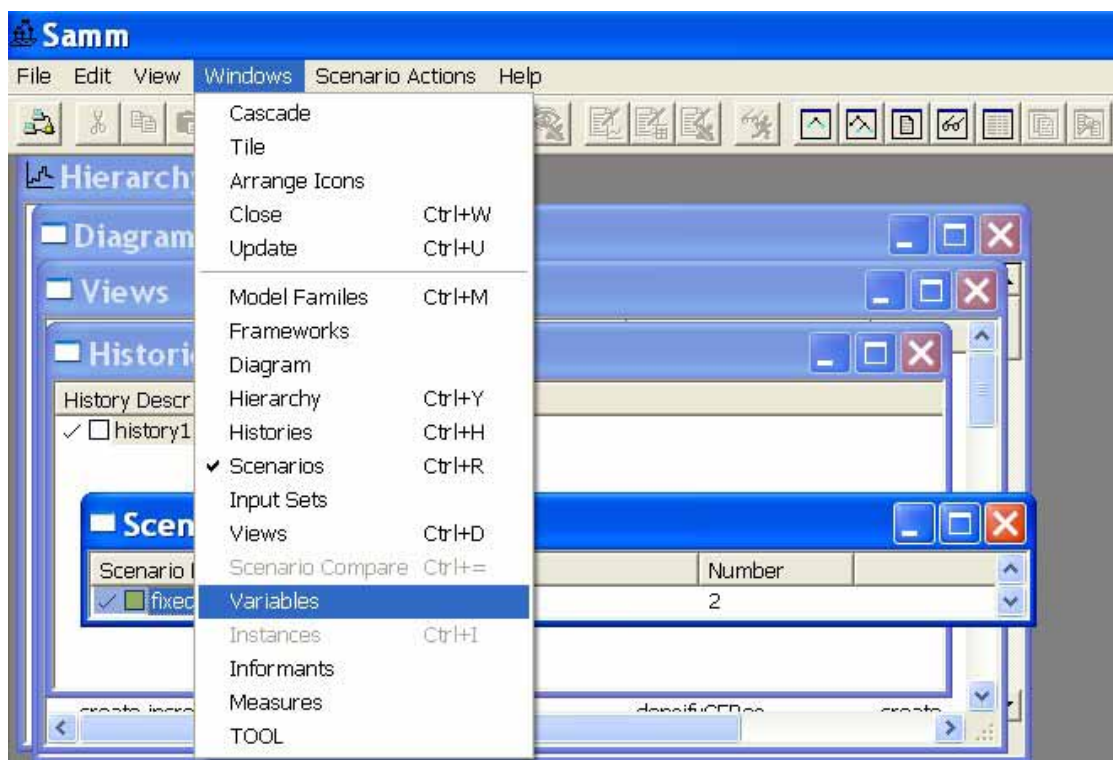 Samm
File Edit View Windows Scenario Actions Help
Cascade
Tile
Arrange Icons
Close Ctrl+W
Update Ctrl+U
Model Familes Ctrl+M
Frameworks
Diagram
Hierarchy Ctrl+Y
Histories Ctrl+H
Scenarios Ctrl+R
Input Sets
Views Ctrl+D
Scenario Compare Ctrl+=
Variables
Instances Ctrl+I
Informants
Measures
TOOL
Hierarch
Diagram
Views
Histori
History Descr
history1
Scen
Scenario Number
fixed 2
create